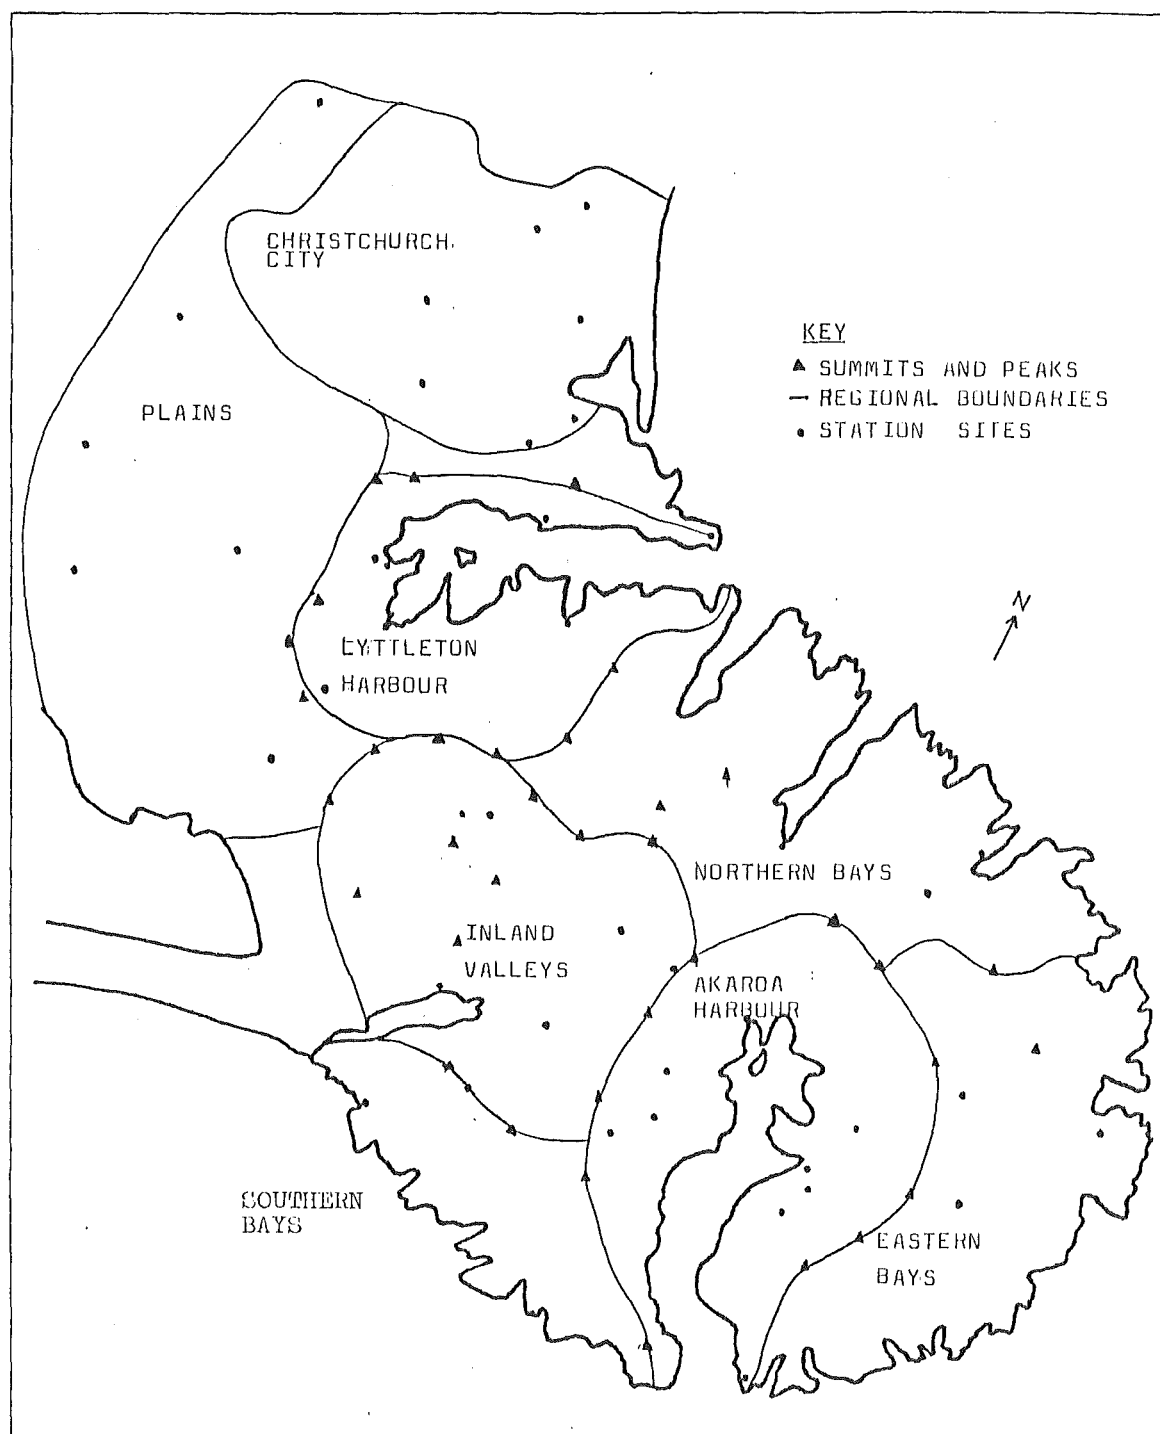 CHRISTCHURCH
CITY
KEY
SUMMITS AND PEAKS
REGIONAL BOUNDARIES
STATION SITES
PLAINS
N
LYTTLETON
HARBOUR
NORTHERN BAYS
INLAND
VALLEYS
AKAROA
HARBOUR
SOUTHERN
BAYS
EASTERN
BAYS